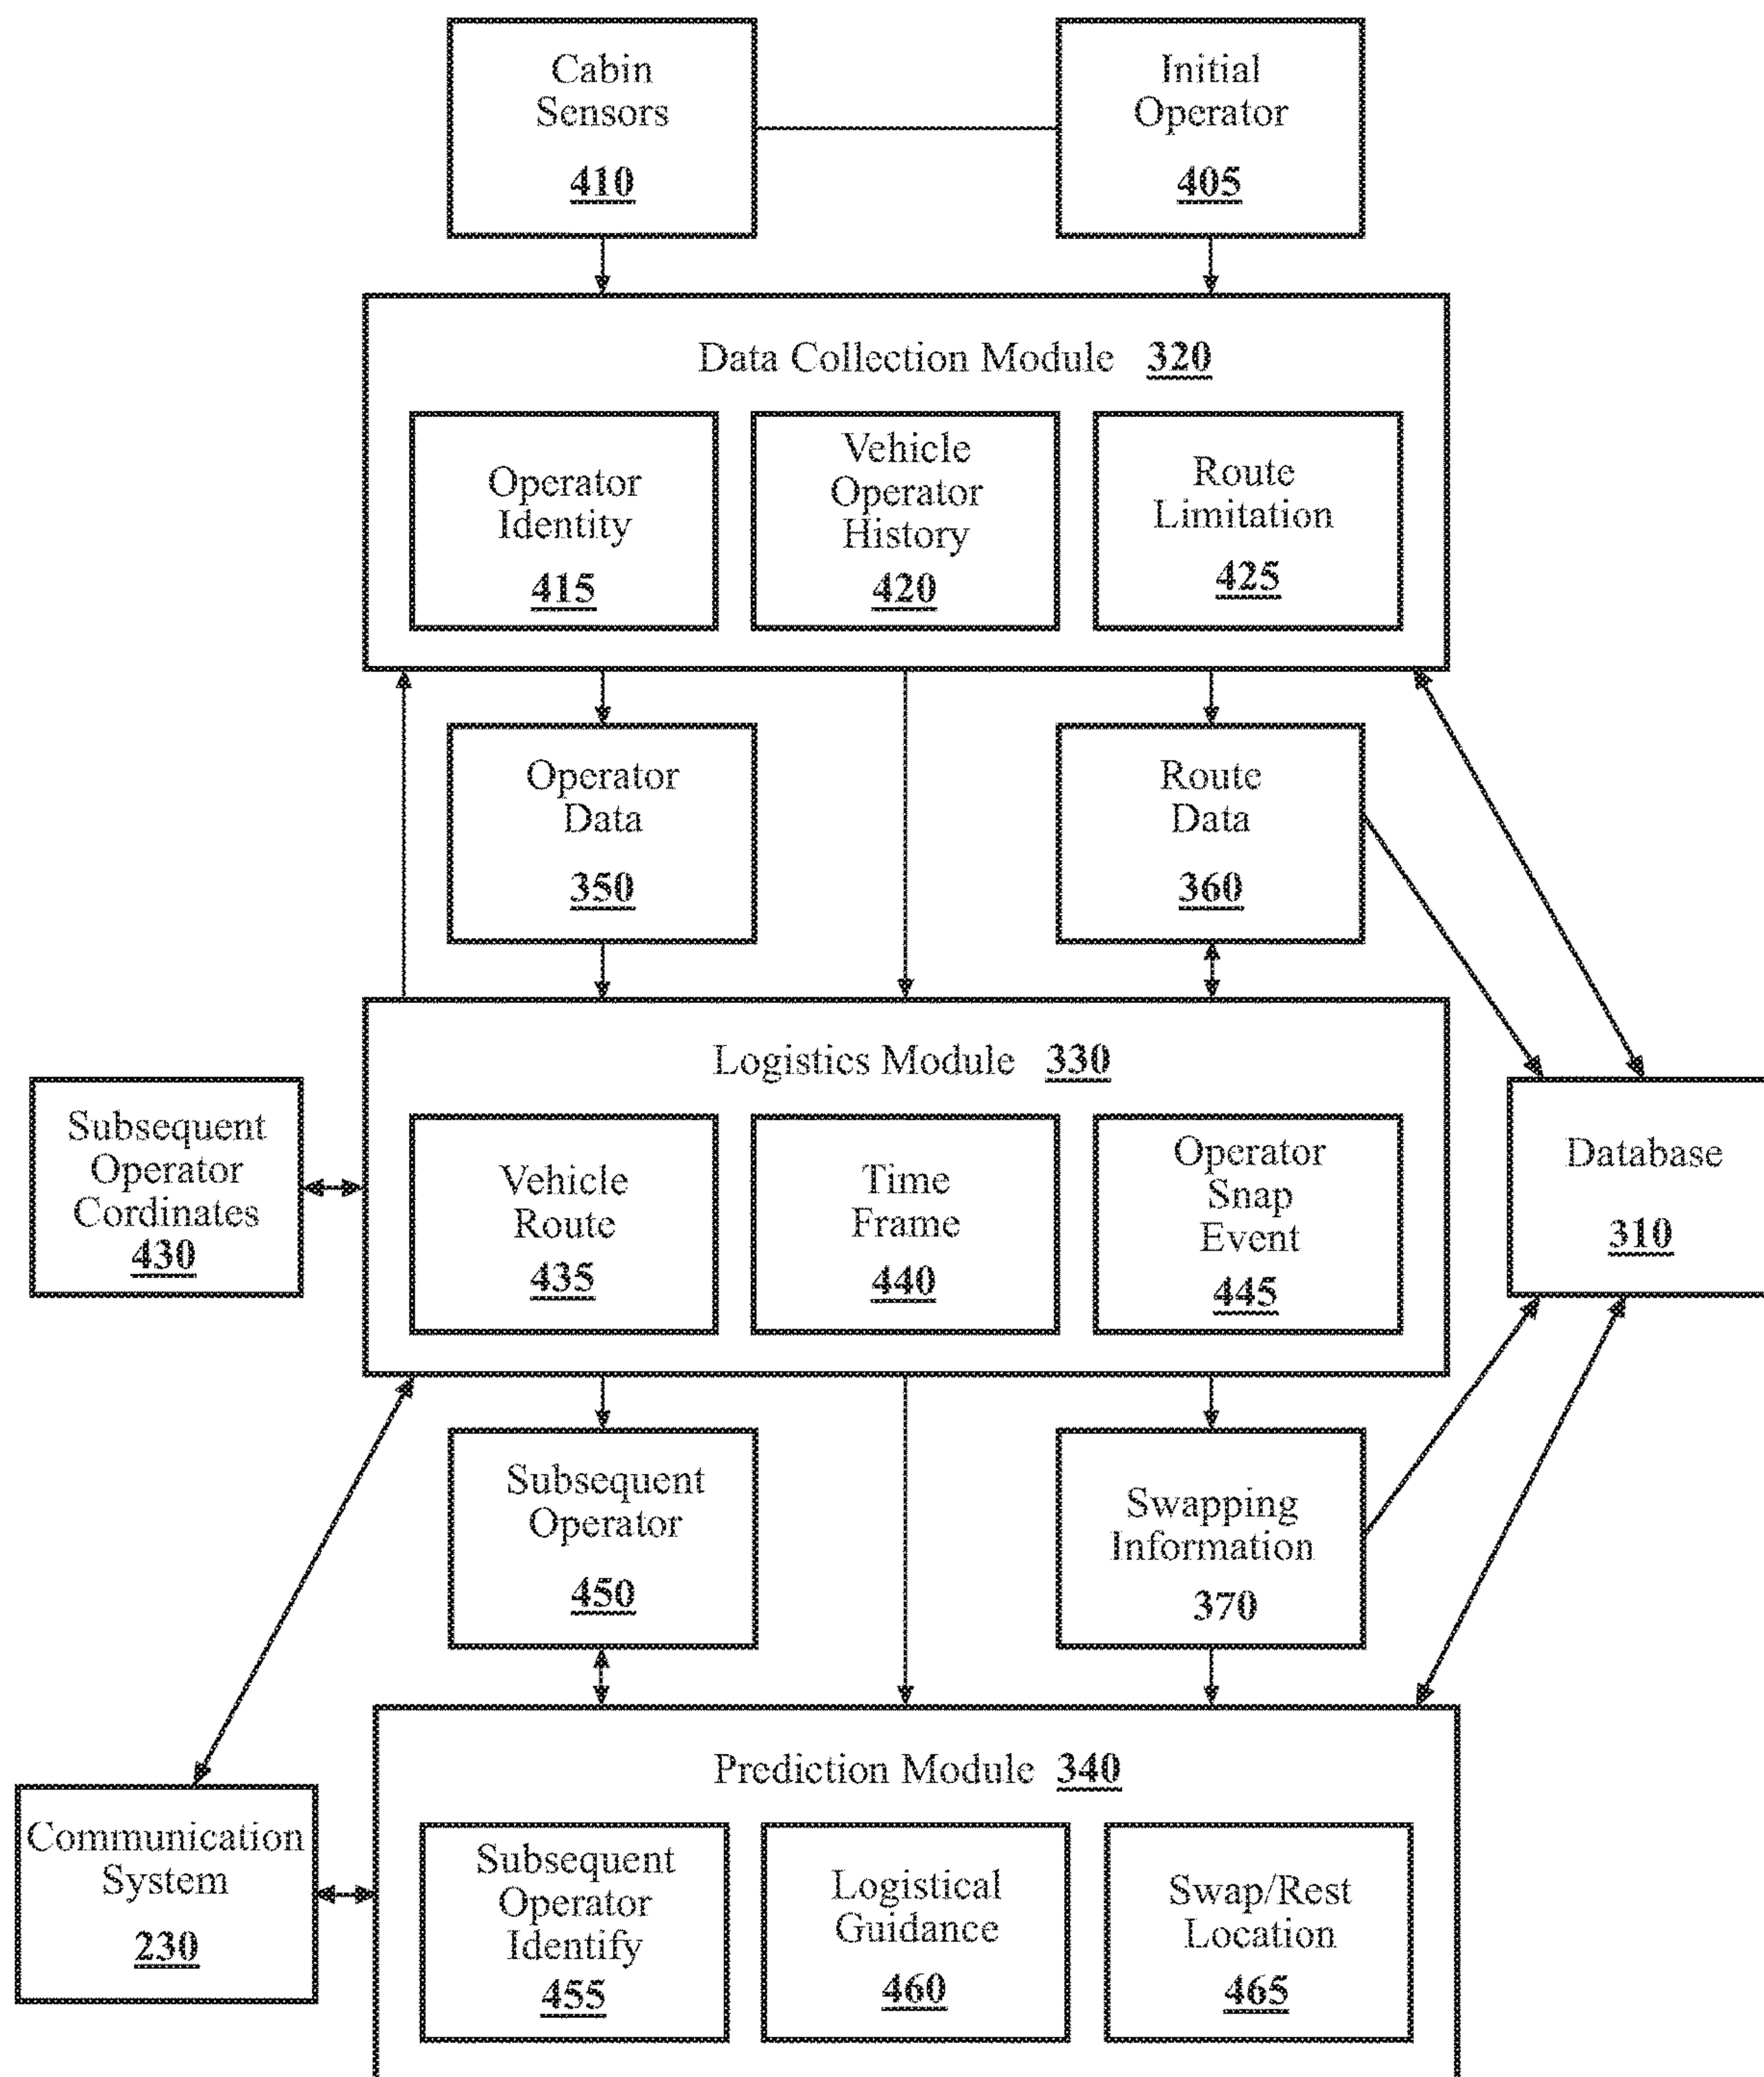 Cabin
Sensors
410
Initial
Operator
405
Data Collection Module 320
Operator
Identity
415
Vehicle
Operator
History
420
Route
Limitation
425
Operator
Data
350
Route
Data
360
Logistics Module 330
Subsequent
Operator
Cordinates
430
Vehicle
Route
435
Time
Frame
440
Operator
Snap
Event
445
Database
310
Subsequent
Operator
450
Swapping
Information
370
Prediction Module 340
Communication
System
230
Subsequent
Operator
Identify
455
Logistical
Guidance
460
Swap/Rest
Location
465